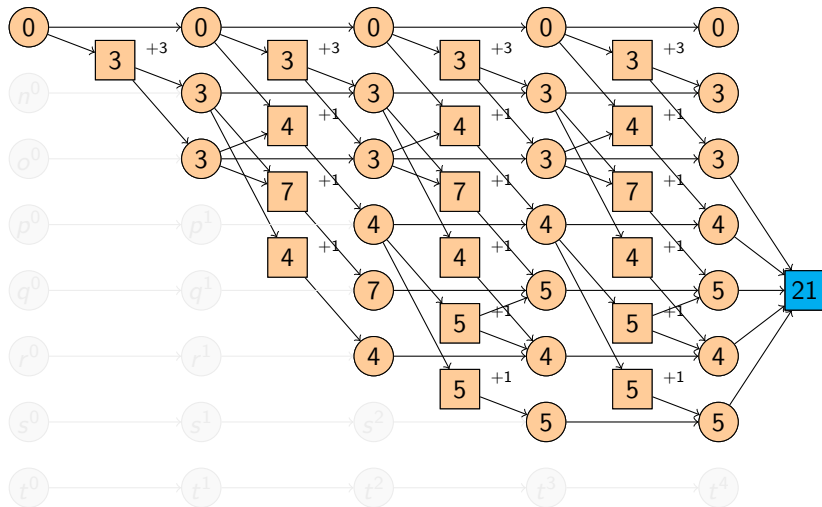 0 0 0 0 0
3 +3 3 +3 3 +3 3 +3
n⁰ 3 3 3 3
4 +1 4 +1 4 +1
o⁰ 3 3 3 3
7 +1 7 +1 7 +1
p⁰ p¹ 4 4 4
4 +1 4 +1 4 +1
q⁰ q¹ 7 5 5 21
5 +1 5 +1
r⁰ r¹ 4 4 4
5 +1 5 +1
s⁰ s¹ s² 5 5
t⁰ t¹ t² t³ t⁴